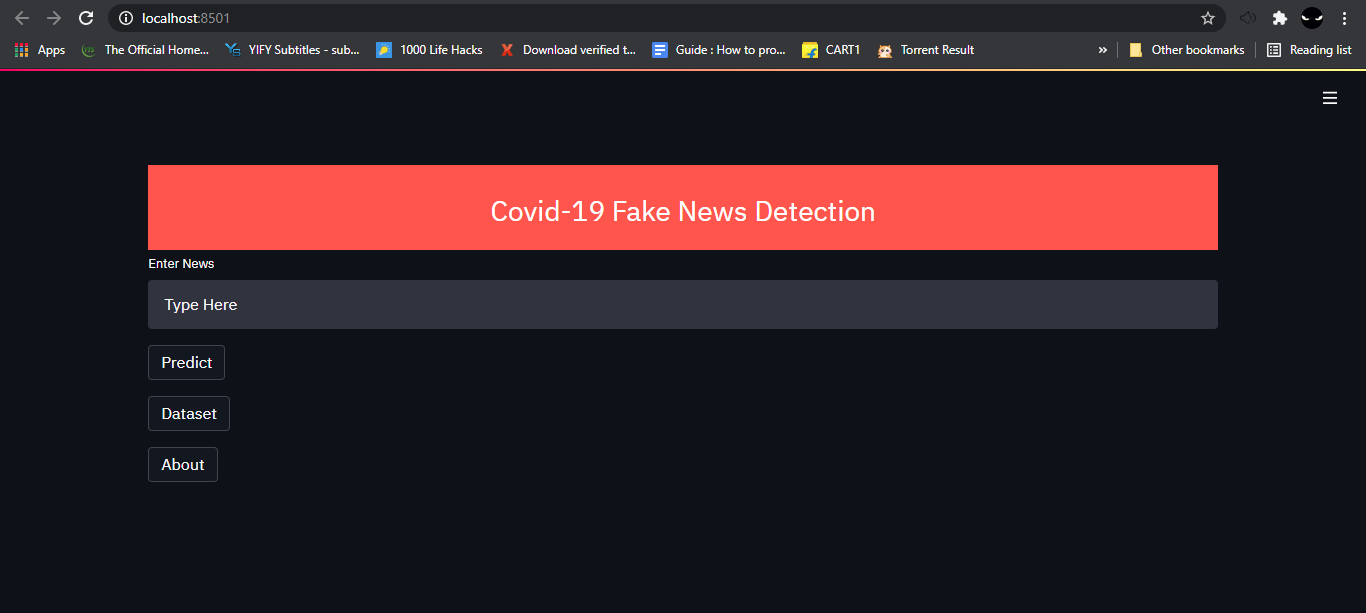 localhost:8501
Apps The Official Home... YIFY Subtitles - sub... 1000 Life Hacks Download verified t... Guide : How to pro... CART1 Torrent Result » Other bookmarks Reading list
Covid-19 Fake News Detection
Enter News
Type Here
Predict
Dataset
About